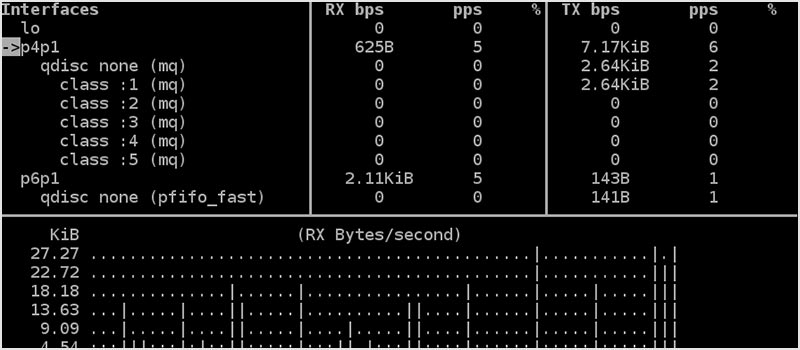 Interfaces RX bps pps % TX bps pps %
lo 0 0 0 0
->p4p1 625B 5 7.17KiB 6
qdisc none (mq) 0 0 2.64KiB 2
class :1 (mq) 0 0 2.64KiB 2
class :2 (mq) 0 0 0 0
class :3 (mq) 0 0 0 0
class :4 (mq) 0 0 0 0
class :5 (mq) 0 0 0 0
p6p1 2.11KiB 5 143B 1
qdisc none (pfifo_fast) 0 0 141B 1
KiB (RX Bytes/second)
27.27 .............................................|...........|.|
22.72 .............................................|...........|||
18.18 ..............|......|................|......|.....|.....|||
13.63 ...|.....|....||.....|..........||....|......|.....|.....|||
9.09 ...|.....|....||.....|....|.....||....|......|.....|.....|||
4.54